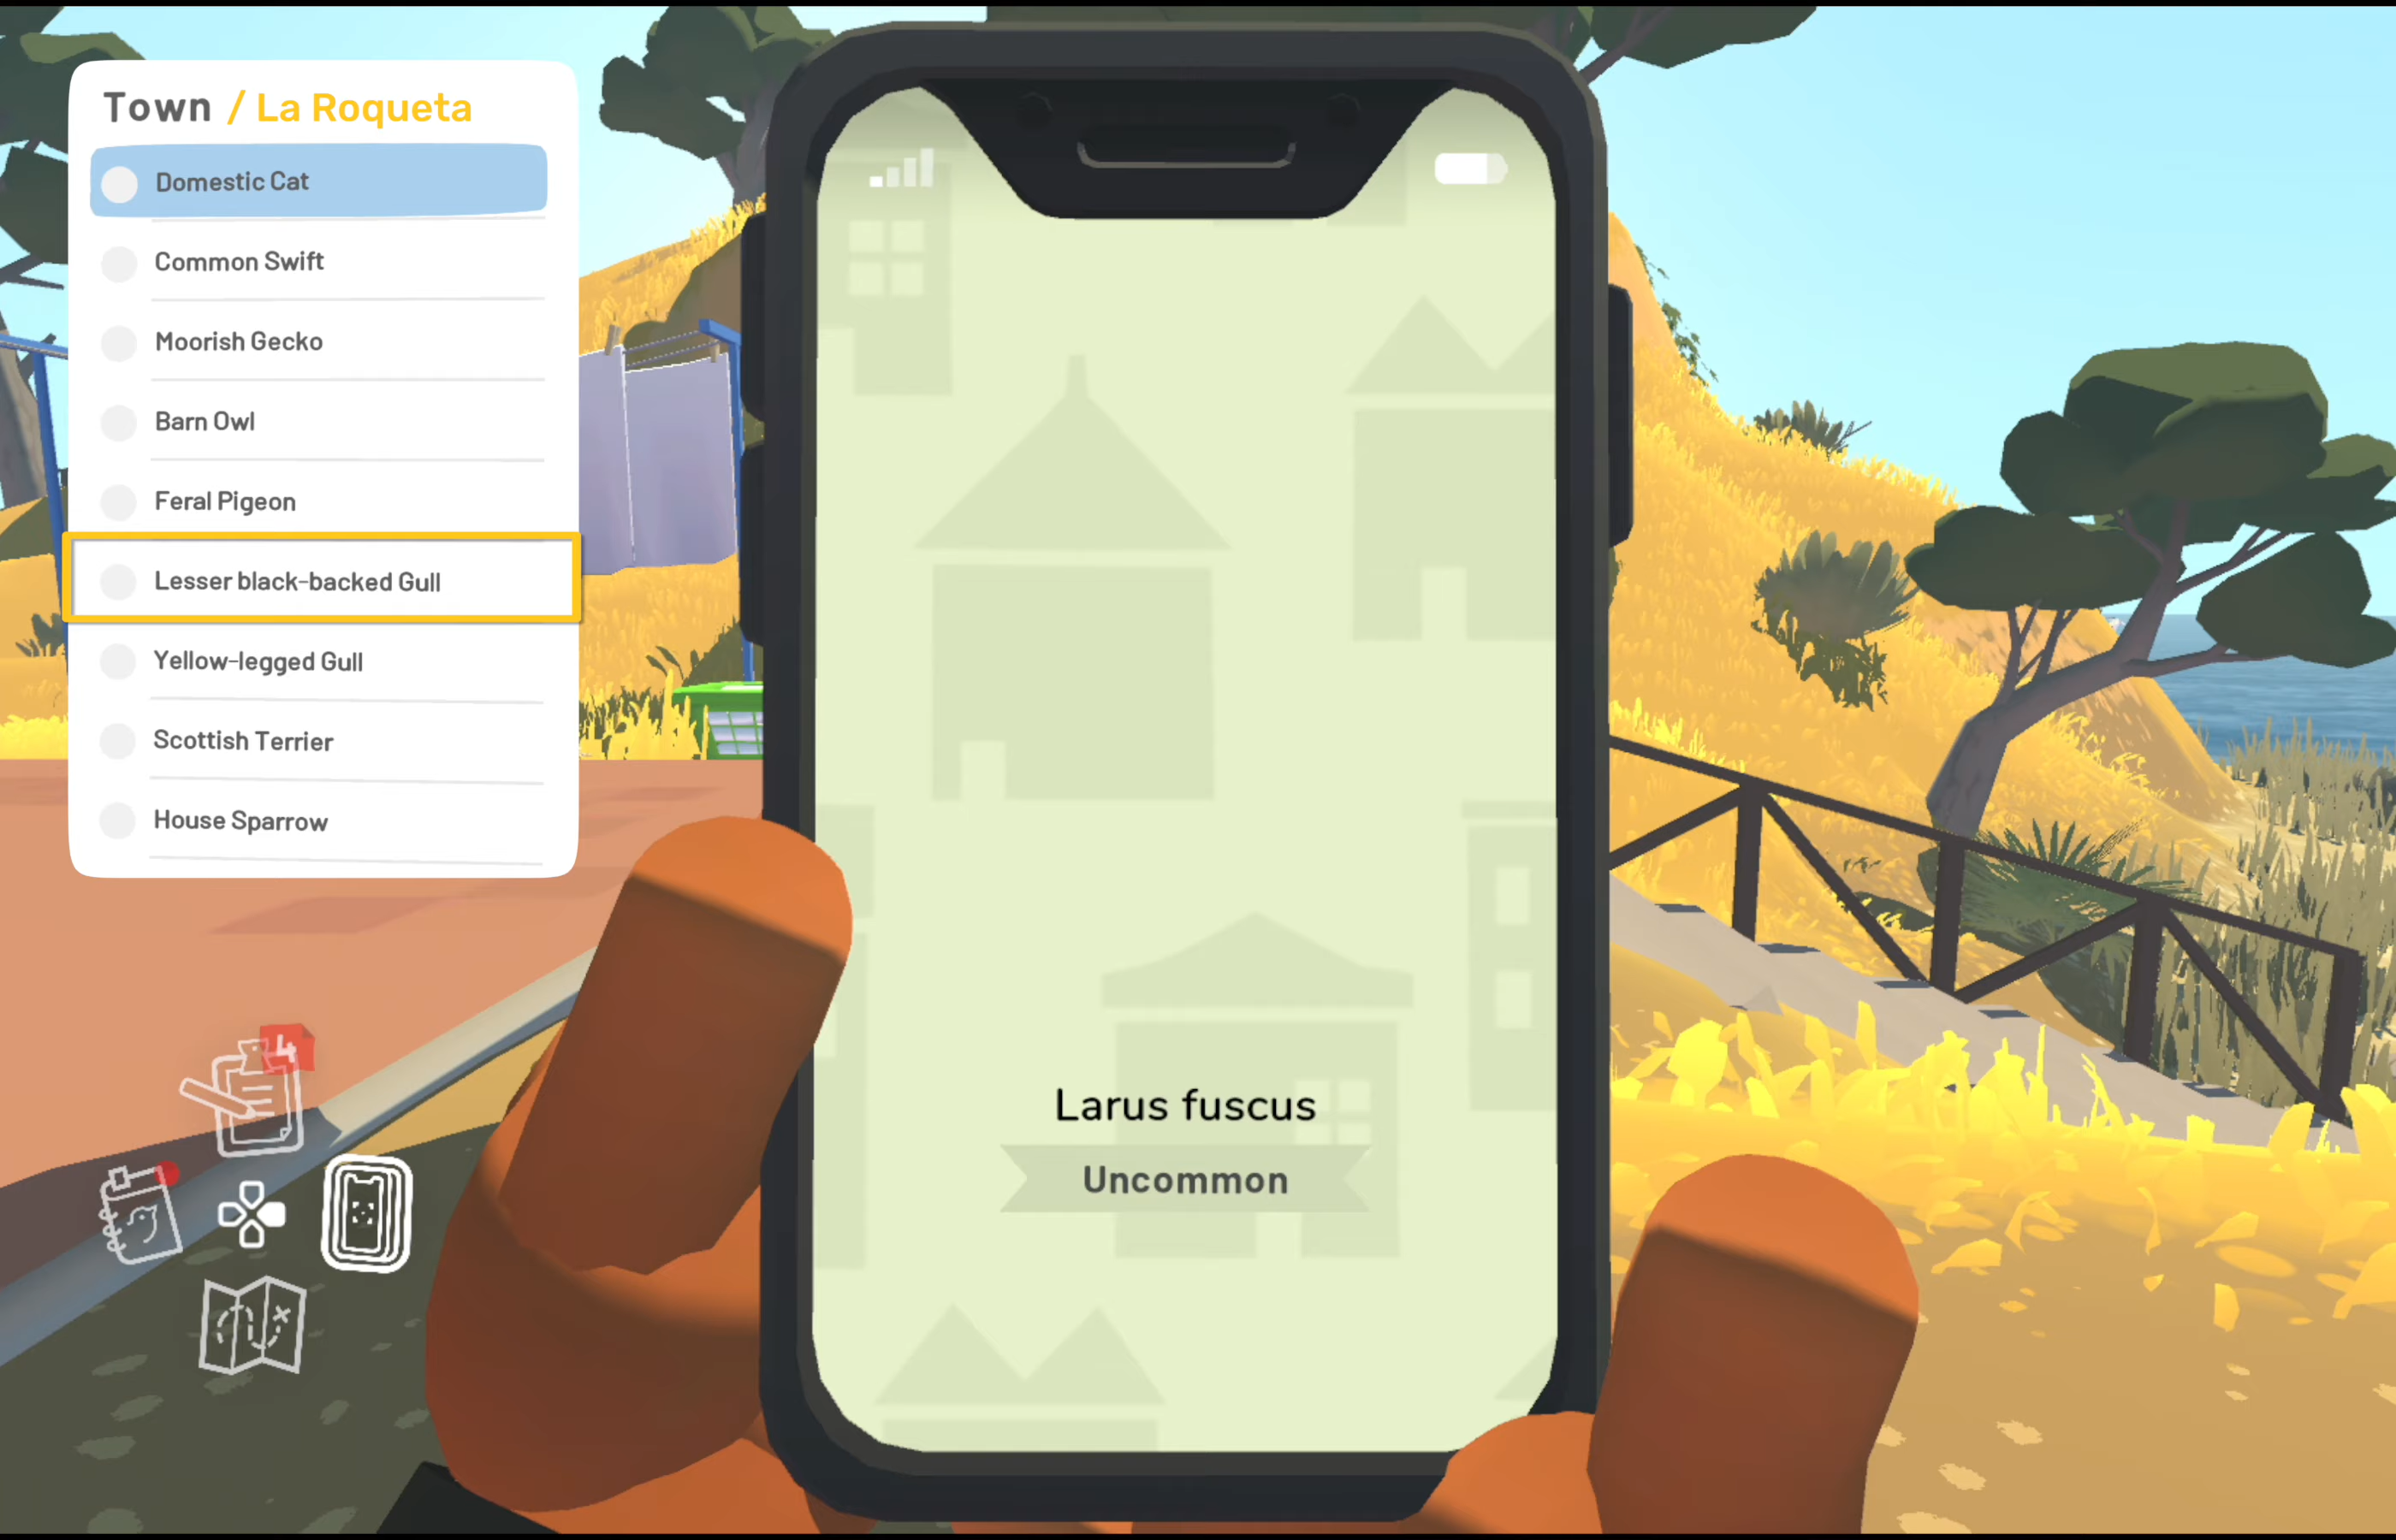 Town / La Roqueta
Domestic Cat
Common Swift
Moorish Gecko
Barn Owl
Feral Pigeon
Lesser black-backed Gull
Yellow-legged Gull
Scottish Terrier
House Sparrow
4
Larus fuscus
Uncommon